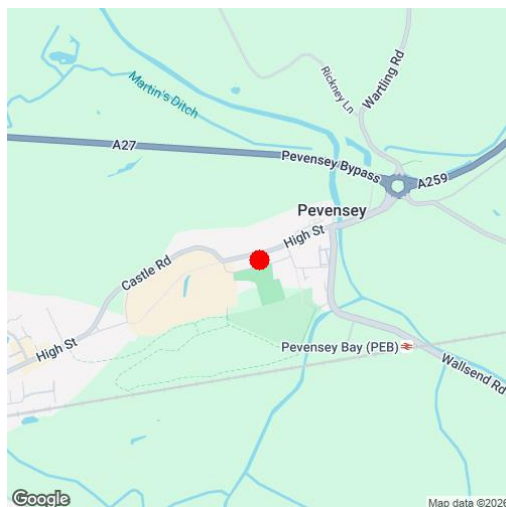 Martin's Ditch
Rickney Ln
Wartling Rd
A27
Pevensey Bypass
A259
Pevensey
High St
Castle Rd
High St
Pevensey Bay (PEB)
Wallsend Rd
Google
Map data ©2026